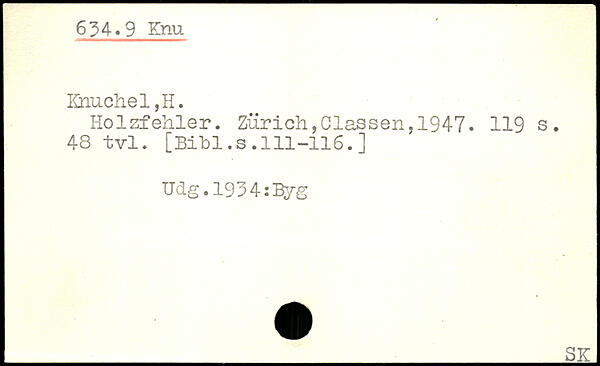 634.9 Knu
Knuchel,H.
Holzfehler. Zürich,Classen,1947. 119 s.
48 tvl. [Bibl.s.111-116.]
Udg.1934:Byg
SK